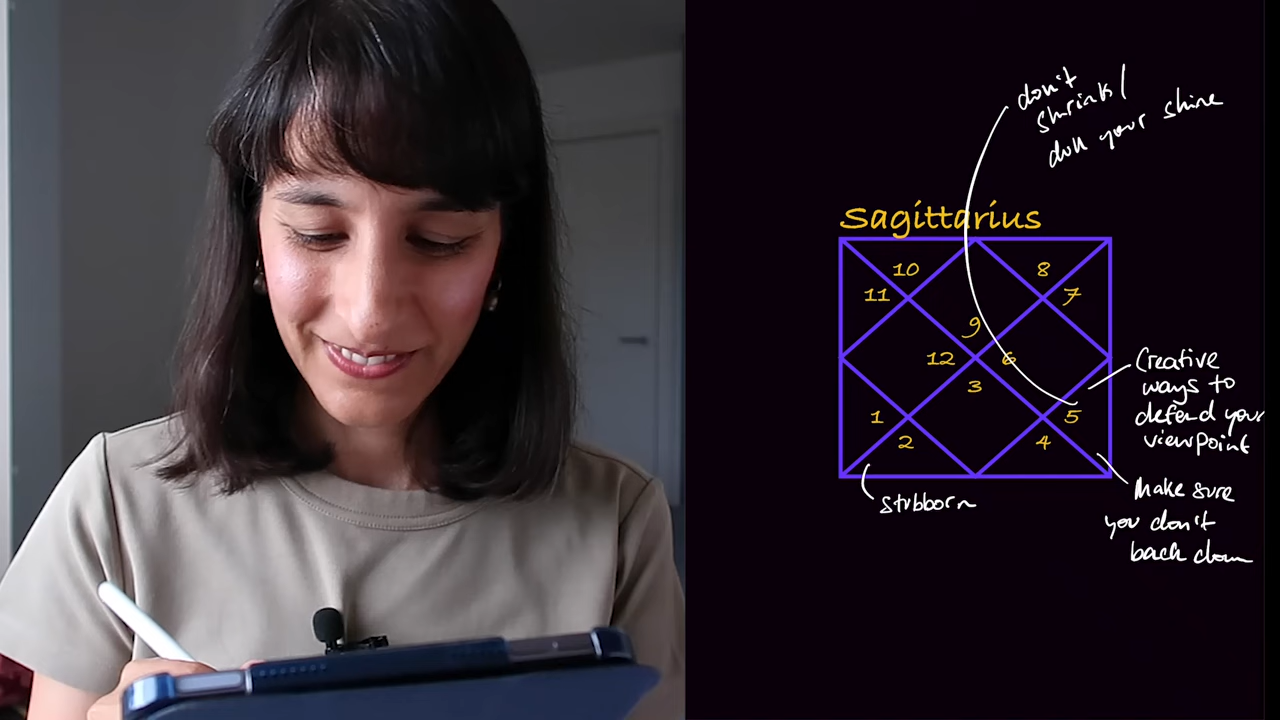 don't
shrink/
dull your shine
Sagittarius
10
8
11
7
9
12
6
3
1
5
2
4
Creative
ways to
defend your
viewpoint
stubborn
Make sure
you don't
back down